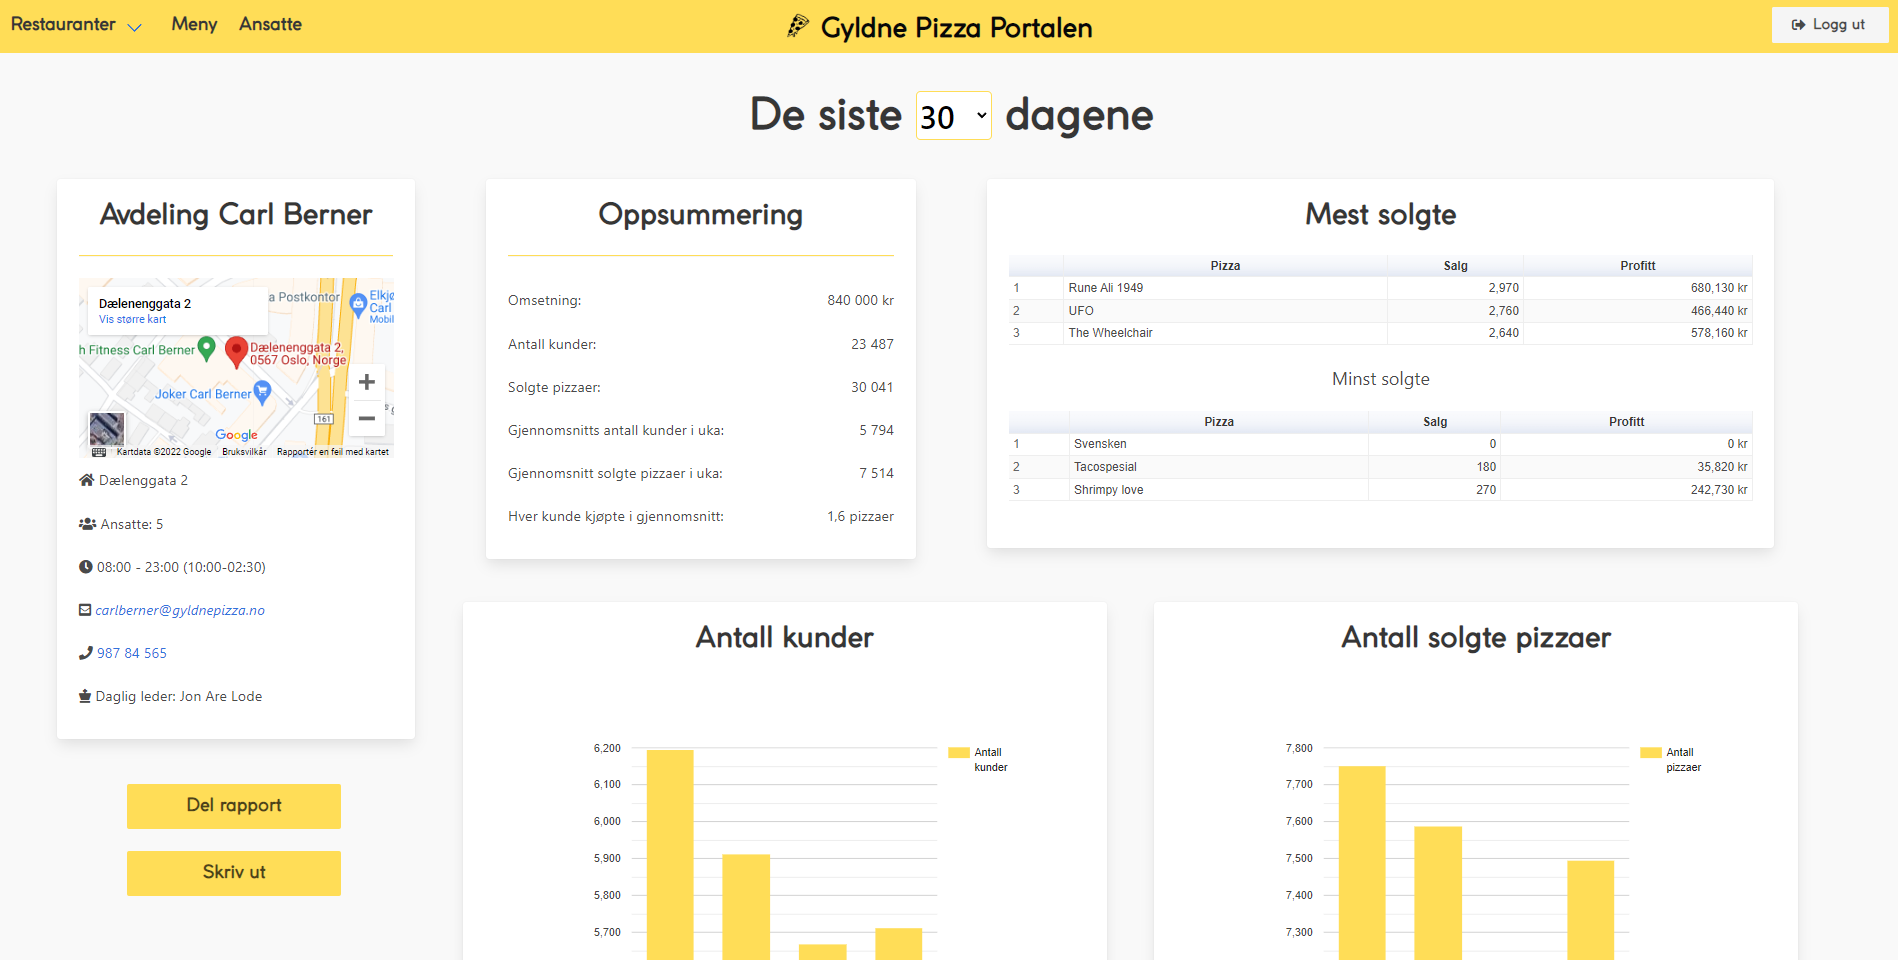 Restauranter
Meny
Ansatte
Gyldne Pizza Portalen
Logg ut
De siste 30 dagene
Avdeling Carl Berner
Dælenenggata 2
Vis større kart
a Postkontor
Elkjø
Carl
Mobil
h Fitness Carl Berner
Dælenenggata 2,
0567 Oslo, Norge
Joker Carl Berner
161
Google
Kartdata ©2022 Google
Bruksvilkår
Rapportér en feil med kartet
Dælenggata 2
Ansatte: 5
08:00 - 23:00 (10:00-02:30)
carlberner@gyldnepizza.no
987 84 565
Daglig leder: Jon Are Lode
Del rapport
Skriv ut
Oppsummering
Omsetning: 840 000 kr
Antall kunder: 23 487
Solgte pizzaer: 30 041
Gjennomsnitts antall kunder i uka: 5 794
Gjennomsnitt solgte pizzaer i uka: 7 514
Hver kunde kjøpte i gjennomsnitt: 1,6 pizzaer
Mest solgte
Pizza Salg Profitt
1 Rune Ali 1949 2,970 680,130 kr
2 UFO 2,760 466,440 kr
3 The Wheelchair 2,640 578,160 kr
Minst solgte
Pizza Salg Profitt
1 Svensken 0 0 kr
2 Tacospesial 180 35,820 kr
3 Shrimpy love 270 242,730 kr
Antall kunder
6,200
6,100
6,000
5,900
5,800
5,700
Antall
kunder
Antall solgte pizzaer
7,800
7,700
7,600
7,500
7,400
7,300
Antall
pizzaer